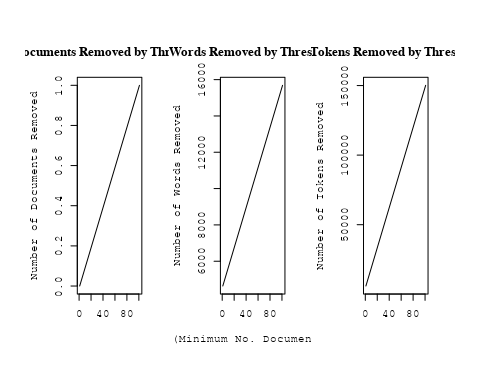 ocuments Removed by Thr
Words Removed by Thres
Tokens Removed by Thres
Number of Documents Removed
0.0 0.2 0.4 0.6 0.8 1.0
0 40 80
Number of Words Removed
6000 8000 12000 16000
0 40 80
Number of Tokens Removed
50000 100000 150000
0 40 80
(Minimum No. Documen